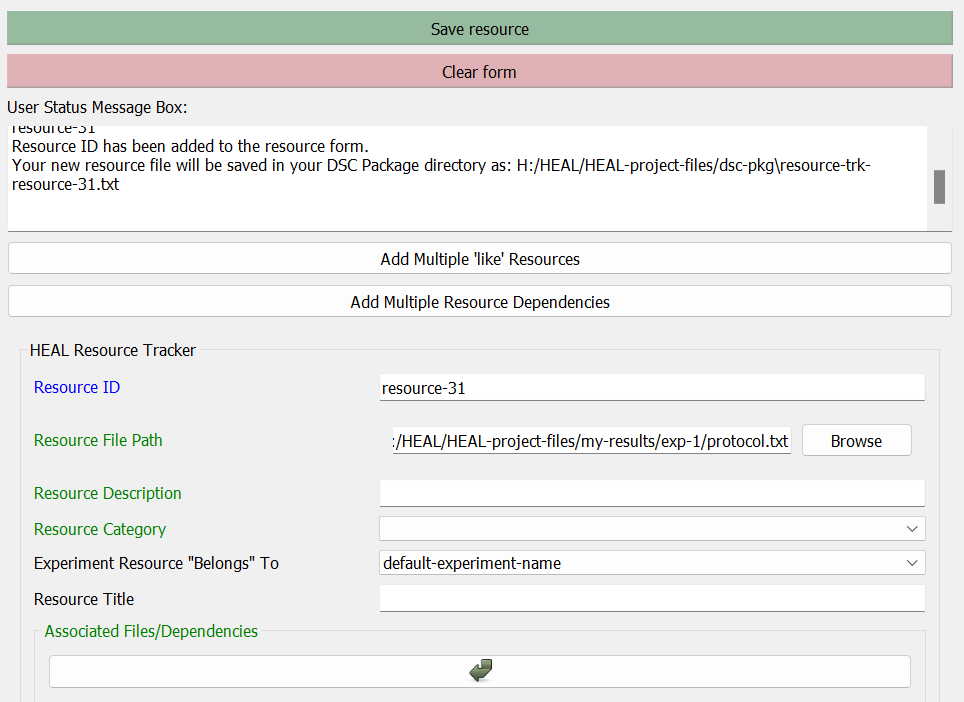 Save resource
Clear form
User Status Message Box:
resource-31
Resource ID has been added to the resource form.
Your new resource file will be saved in your DSC Package directory as: H:/HEAL/HEAL-project-files/dsc-pkg\resource-trk-
resource-31.txt
Add Multiple 'like' Resources
Add Multiple Resource Dependencies
HEAL Resource Tracker
Resource ID
resource-31
Resource File Path
:/HEAL/HEAL-project-files/my-results/exp-1/protocol.txt
Browse
Resource Description
Resource Category
Experiment Resource "Belongs" To
default-experiment-name
Resource Title
Associated Files/Dependencies